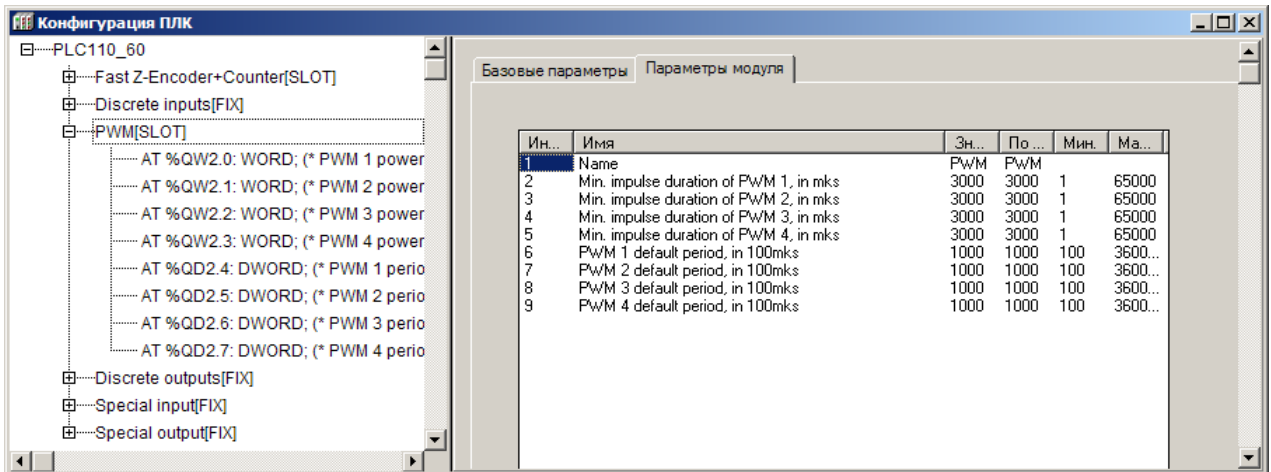 Конфигурация ПЛК
PLC110_60
Fast Z-Encoder+Counter[SLOT]
Discrete inputs[FIX]
PWM[SLOT]
AT %QW2.0: WORD; (* PWM 1 power
AT %QW2.1: WORD; (* PWM 2 power
AT %QW2.2: WORD; (* PWM 3 power
AT %QW2.3: WORD; (* PWM 4 power
AT %QD2.4: DWORD; (* PWM 1 perio
AT %QD2.5: DWORD; (* PWM 2 perio
AT %QD2.6: DWORD; (* PWM 3 perio
AT %QD2.7: DWORD; (* PWM 4 perio
Discrete outputs[FIX]
Special input[FIX]
Special output[FIX]
Базовые параметры Параметры модуля
Ин... Имя Зн... По ... Мин. Ма...
1 Name PWM PWM
2 Min. impulse duration of PWM 1, in mks 3000 3000 1 65000
3 Min. impulse duration of PWM 2, in mks 3000 3000 1 65000
4 Min. impulse duration of PWM 3, in mks 3000 3000 1 65000
5 Min. impulse duration of PWM 4, in mks 3000 3000 1 65000
6 PWM 1 default period, in 100mks 1000 1000 100 3600...
7 PWM 2 default period, in 100mks 1000 1000 100 3600...
8 PWM 3 default period, in 100mks 1000 1000 100 3600...
9 PWM 4 default period, in 100mks 1000 1000 100 3600...